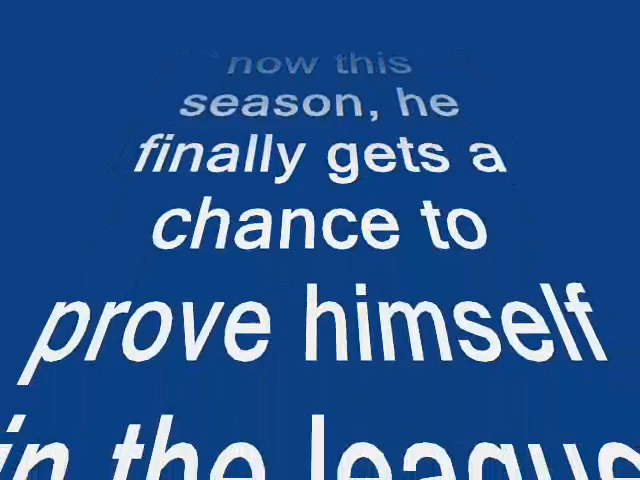 now this
season, he
finally gets a
chance to
prove himself
in the league